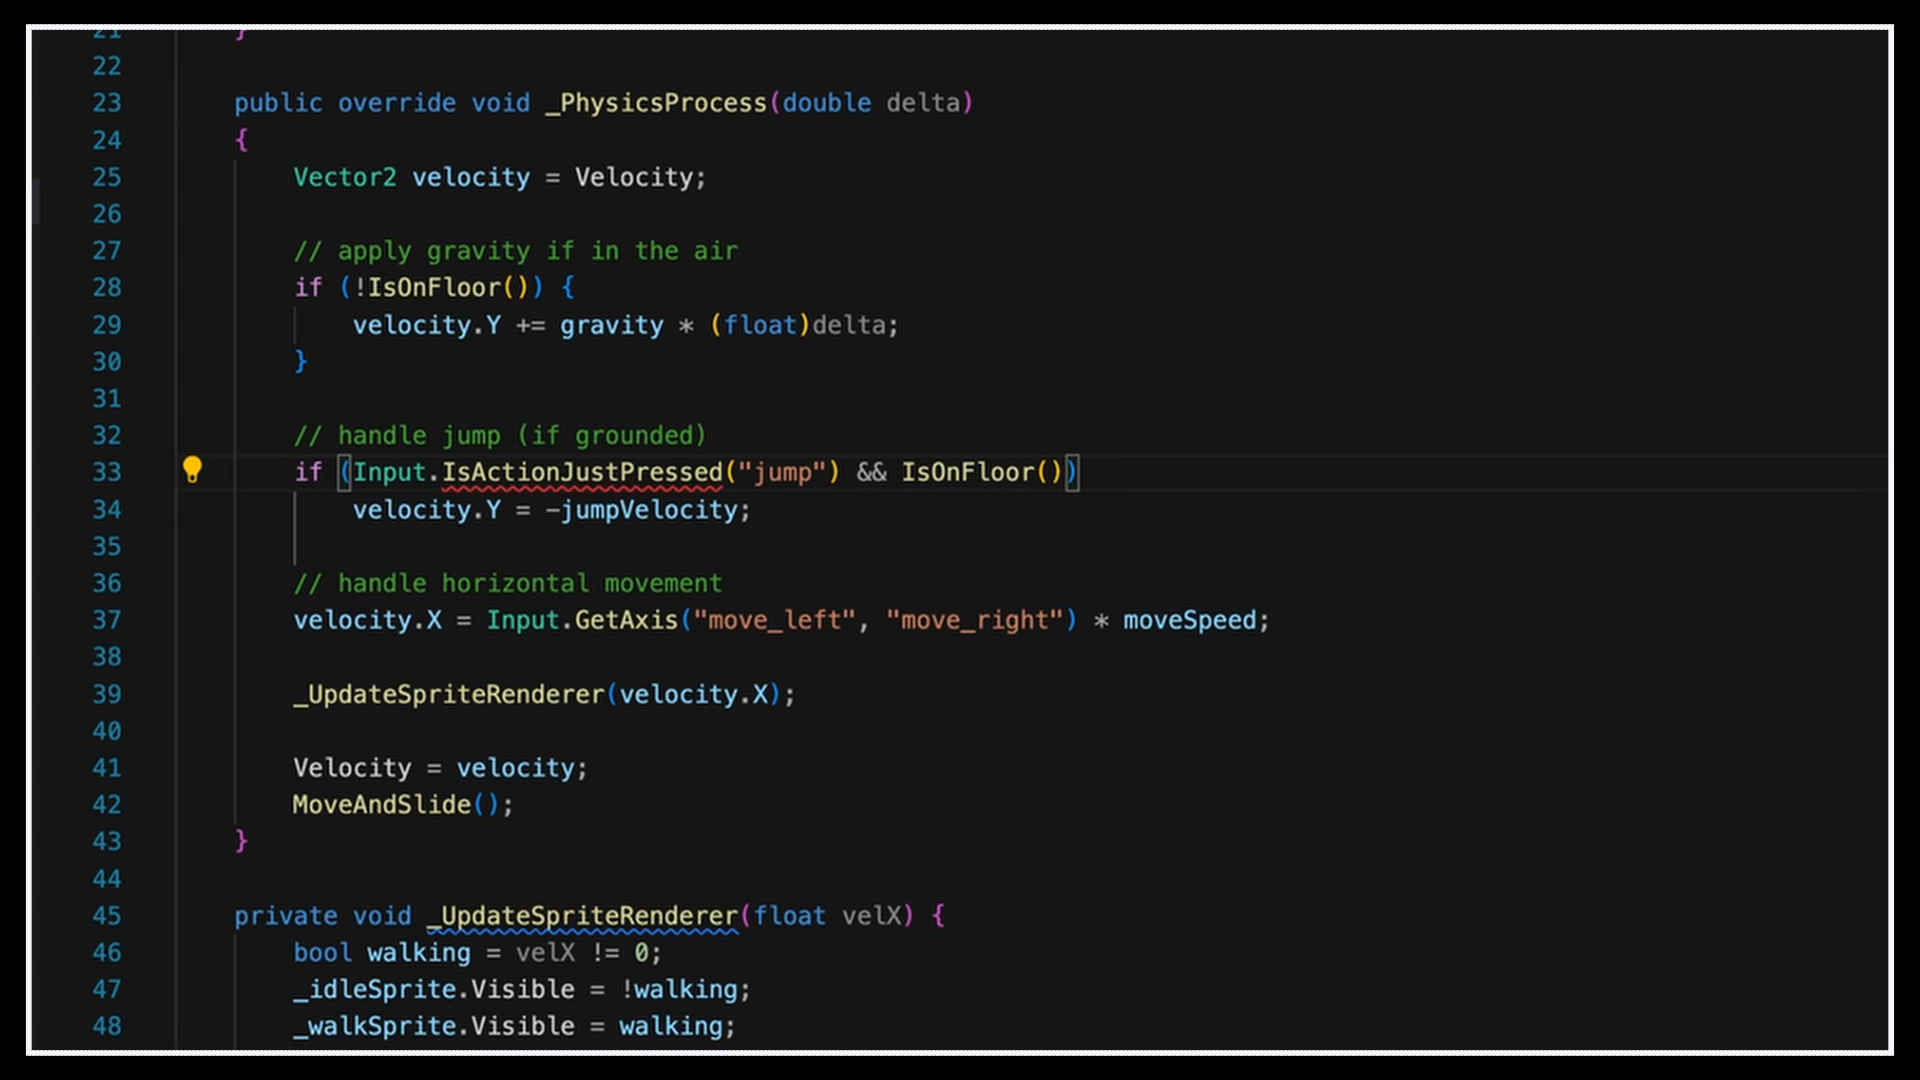 21 }
22
23 public override void _PhysicsProcess(double delta)
24 {
25 Vector2 velocity = Velocity;
26
27 // apply gravity if in the air
28 if (!IsOnFloor()) {
29 velocity.Y += gravity * (float)delta;
30 }
31
32 // handle jump (if grounded)
33 if (Input.IsActionJustPressed("jump") && IsOnFloor())
34 velocity.Y = -jumpVelocity;
35
36 // handle horizontal movement
37 velocity.X = Input.GetAxis("move_left", "move_right") * moveSpeed;
38
39 _UpdateSpriteRenderer(velocity.X);
40
41 Velocity = velocity;
42 MoveAndSlide();
43 }
44
45 private void _UpdateSpriteRenderer(float velX) {
46 bool walking = velX != 0;
47 _idleSprite.Visible = !walking;
48 _walkSprite.Visible = walking;